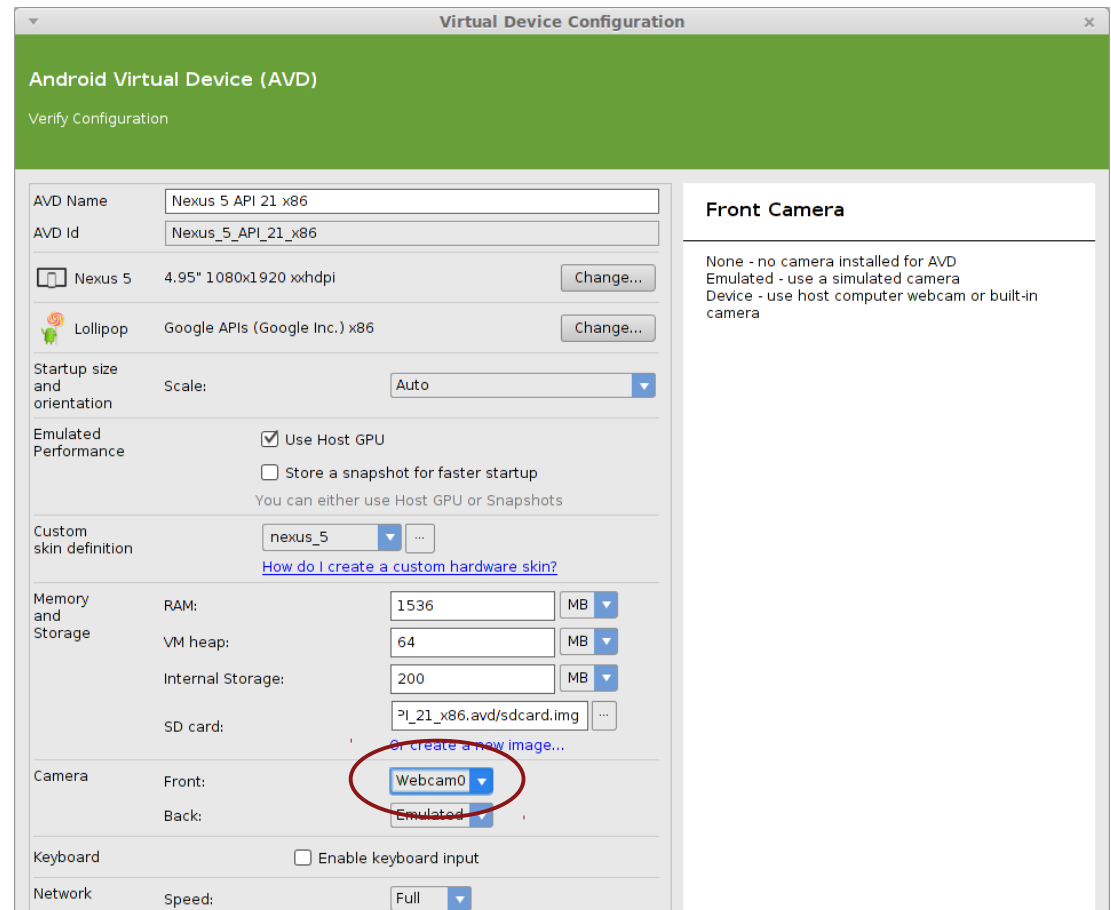 Virtual Device Configuration
Android Virtual Device (AVD)
Verify Configuration
AVD Name
Nexus 5 API 21 x86
AVD Id
Nexus_5_API_21_x86
Nexus 5
4.95" 1080x1920 xxhdpi
Change...
Lollipop
Google APIs (Google Inc.) x86
Change...
Startup size
and
orientation
Scale:
Auto
Emulated
Performance
Use Host GPU
Store a snapshot for faster startup
You can either use Host GPU or Snapshots
Custom
skin definition
nexus_5
...
How do I create a custom hardware skin?
Memory
and
Storage
RAM:
1536
MB
VM heap:
64
MB
Internal Storage:
200
MB
SD card:
PI_21_x86.avd/sdcard.img
...
Or create a new image...
Camera
Front:
Webcam0
Back:
Emulated
Keyboard
Enable keyboard input
Network
Speed:
Full
Front Camera
None - no camera installed for AVD
Emulated - use a simulated camera
Device - use host computer webcam or built-in
camera